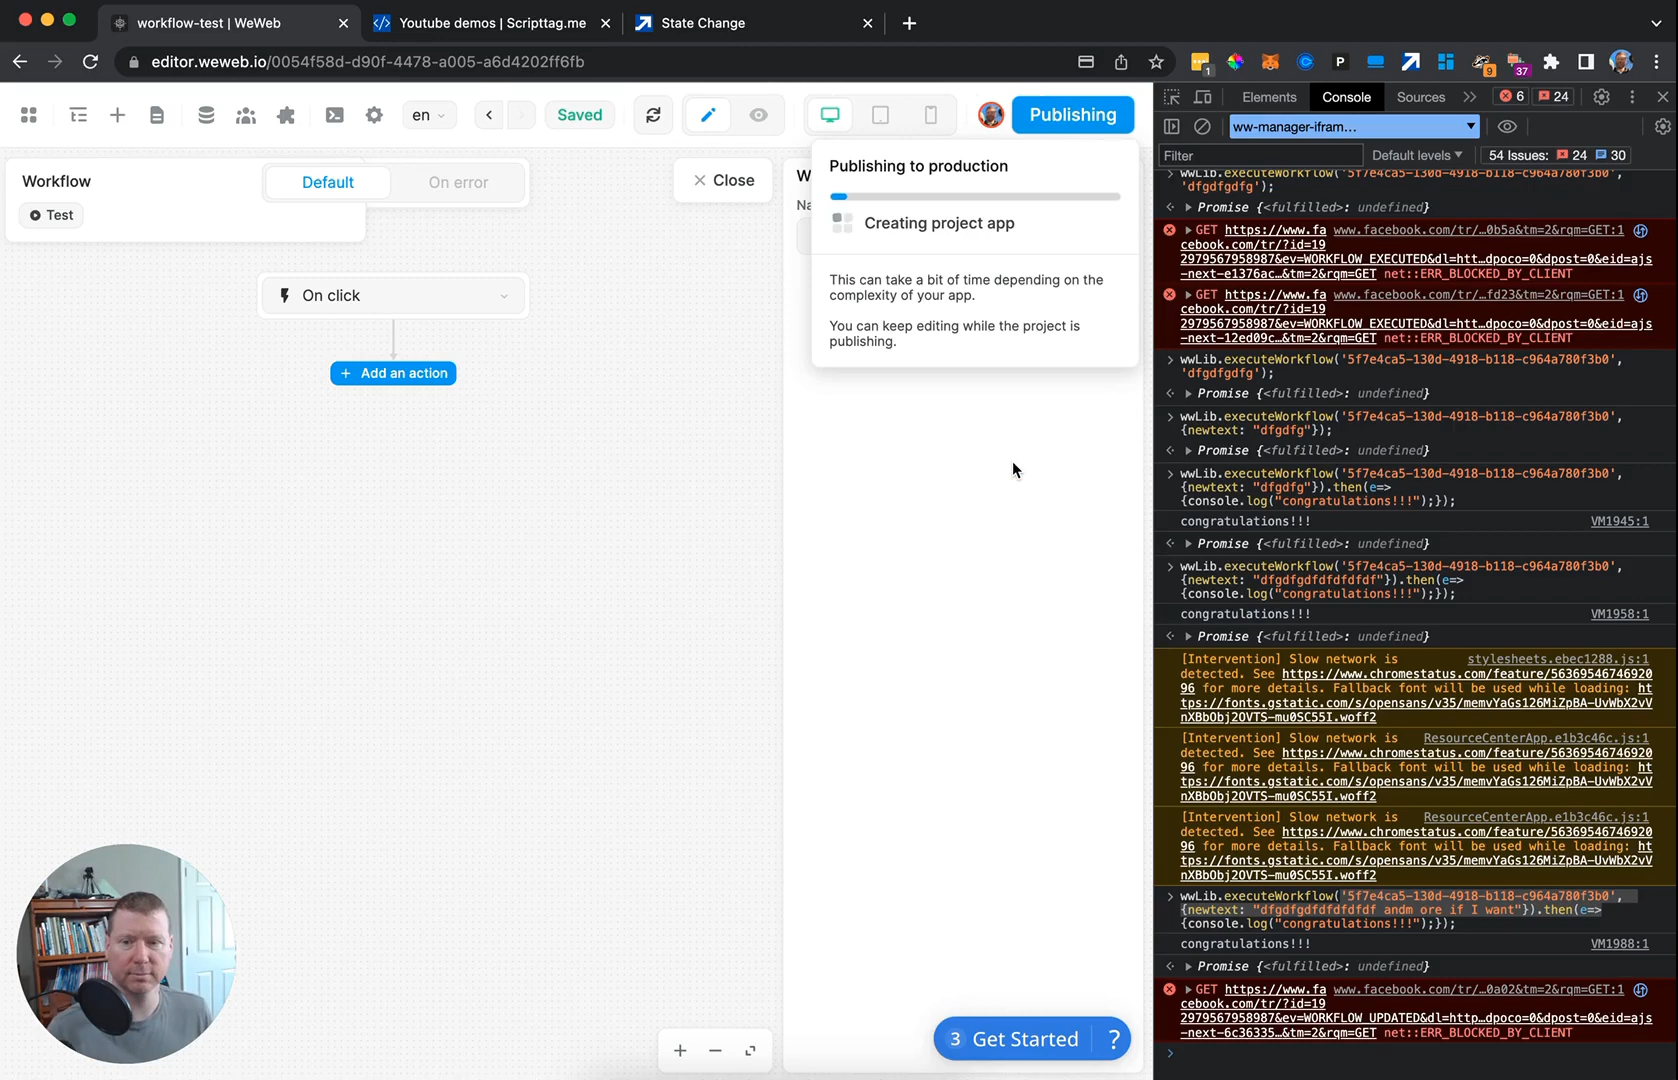 workflow-test | WeWeb
Youtube demos | Scripttag.me
State Change
editor.weweb.io/0054f58d-d90f-4478-a005-a6d4202ff6fb
1
P
9
37
en
Saved
Publishing
Elements
Console
Sources
6
24
ww-manager-ifram…
Filter
Default levels
54 Issues:
24
30
Workflow
Default
On error
Close
Test
On click
+ Add an action
W
Na
Publishing to production
Creating project app
This can take a bit of time depending on the
complexity of your app.
You can keep editing while the project is
publishing.
3 Get Started
?
wwLib.executeWorkflow('5f7e4ca5-130d-4918-b118-c964a780f3b0',
'dfgdfgdfg');
Promise {<fulfilled>: undefined}
GET https://www.fa www.facebook.com/tr/…0b5a&tm=2&rqm=GET:1
cebook.com/tr/?id=19
2979567958987&ev=WORKFLOW_EXECUTED&dl=htt…dpoco=0&dpost=0&eid=ajs
-next-e1376ac…&tm=2&rqm=GET net::ERR_BLOCKED_BY_CLIENT
GET https://www.fa www.facebook.com/tr/…fd23&tm=2&rqm=GET:1
cebook.com/tr/?id=19
2979567958987&ev=WORKFLOW_EXECUTED&dl=htt…dpoco=0&dpost=0&eid=ajs
-next-12ed09c…&tm=2&rqm=GET net::ERR_BLOCKED_BY_CLIENT
wwLib.executeWorkflow('5f7e4ca5-130d-4918-b118-c964a780f3b0',
'dfgdfgdfg');
Promise {<fulfilled>: undefined}
wwLib.executeWorkflow('5f7e4ca5-130d-4918-b118-c964a780f3b0',
{newtext: "dfgdfg"});
Promise {<fulfilled>: undefined}
wwLib.executeWorkflow('5f7e4ca5-130d-4918-b118-c964a780f3b0',
{newtext: "dfgdfg"}).then(e=>
{console.log("congratulations!!!");});
congratulations!!! VM1945:1
Promise {<fulfilled>: undefined}
wwLib.executeWorkflow('5f7e4ca5-130d-4918-b118-c964a780f3b0',
{newtext: "dfgdfgdfdfdfdfdf"}).then(e=>
{console.log("congratulations!!!");});
congratulations!!! VM1958:1
Promise {<fulfilled>: undefined}
[Intervention] Slow network is stylesheets.ebec1288.js:1
detected. See https://www.chromestatus.com/feature/56369546746920
96 for more details. Fallback font will be used while loading: ht
tps://fonts.gstatic.com/s/opensans/v35/memvYaGs126MiZpBA-UvWbX2vV
nXBbObj2OVTS-mu0SC55I.woff2
[Intervention] Slow network is ResourceCenterApp.e1b3c46c.js:1
detected. See https://www.chromestatus.com/feature/56369546746920
96 for more details. Fallback font will be used while loading: ht
tps://fonts.gstatic.com/s/opensans/v35/memvYaGs126MiZpBA-UvWbX2vV
nXBbObj2OVTS-mu0SC55I.woff2
[Intervention] Slow network is ResourceCenterApp.e1b3c46c.js:1
detected. See https://www.chromestatus.com/feature/56369546746920
96 for more details. Fallback font will be used while loading: ht
tps://fonts.gstatic.com/s/opensans/v35/memvYaGs126MiZpBA-UvWbX2vV
nXBbObj2OVTS-mu0SC55I.woff2
wwLib.executeWorkflow('5f7e4ca5-130d-4918-b118-c964a780f3b0',
{newtext: "dfgdfgdfdfdfdfdf andm ore if I want"}).then(e=>
{console.log("congratulations!!!");});
congratulations!!! VM1988:1
Promise {<fulfilled>: undefined}
GET https://www.fa www.facebook.com/tr/…0a02&tm=2&rqm=GET:1
cebook.com/tr/?id=19
2979567958987&ev=WORKFLOW_UPDATED&dl=http…dpoco=0&dpost=0&eid=ajs
-next-6c36335…&tm=2&rqm=GET net::ERR_BLOCKED_BY_CLIENT